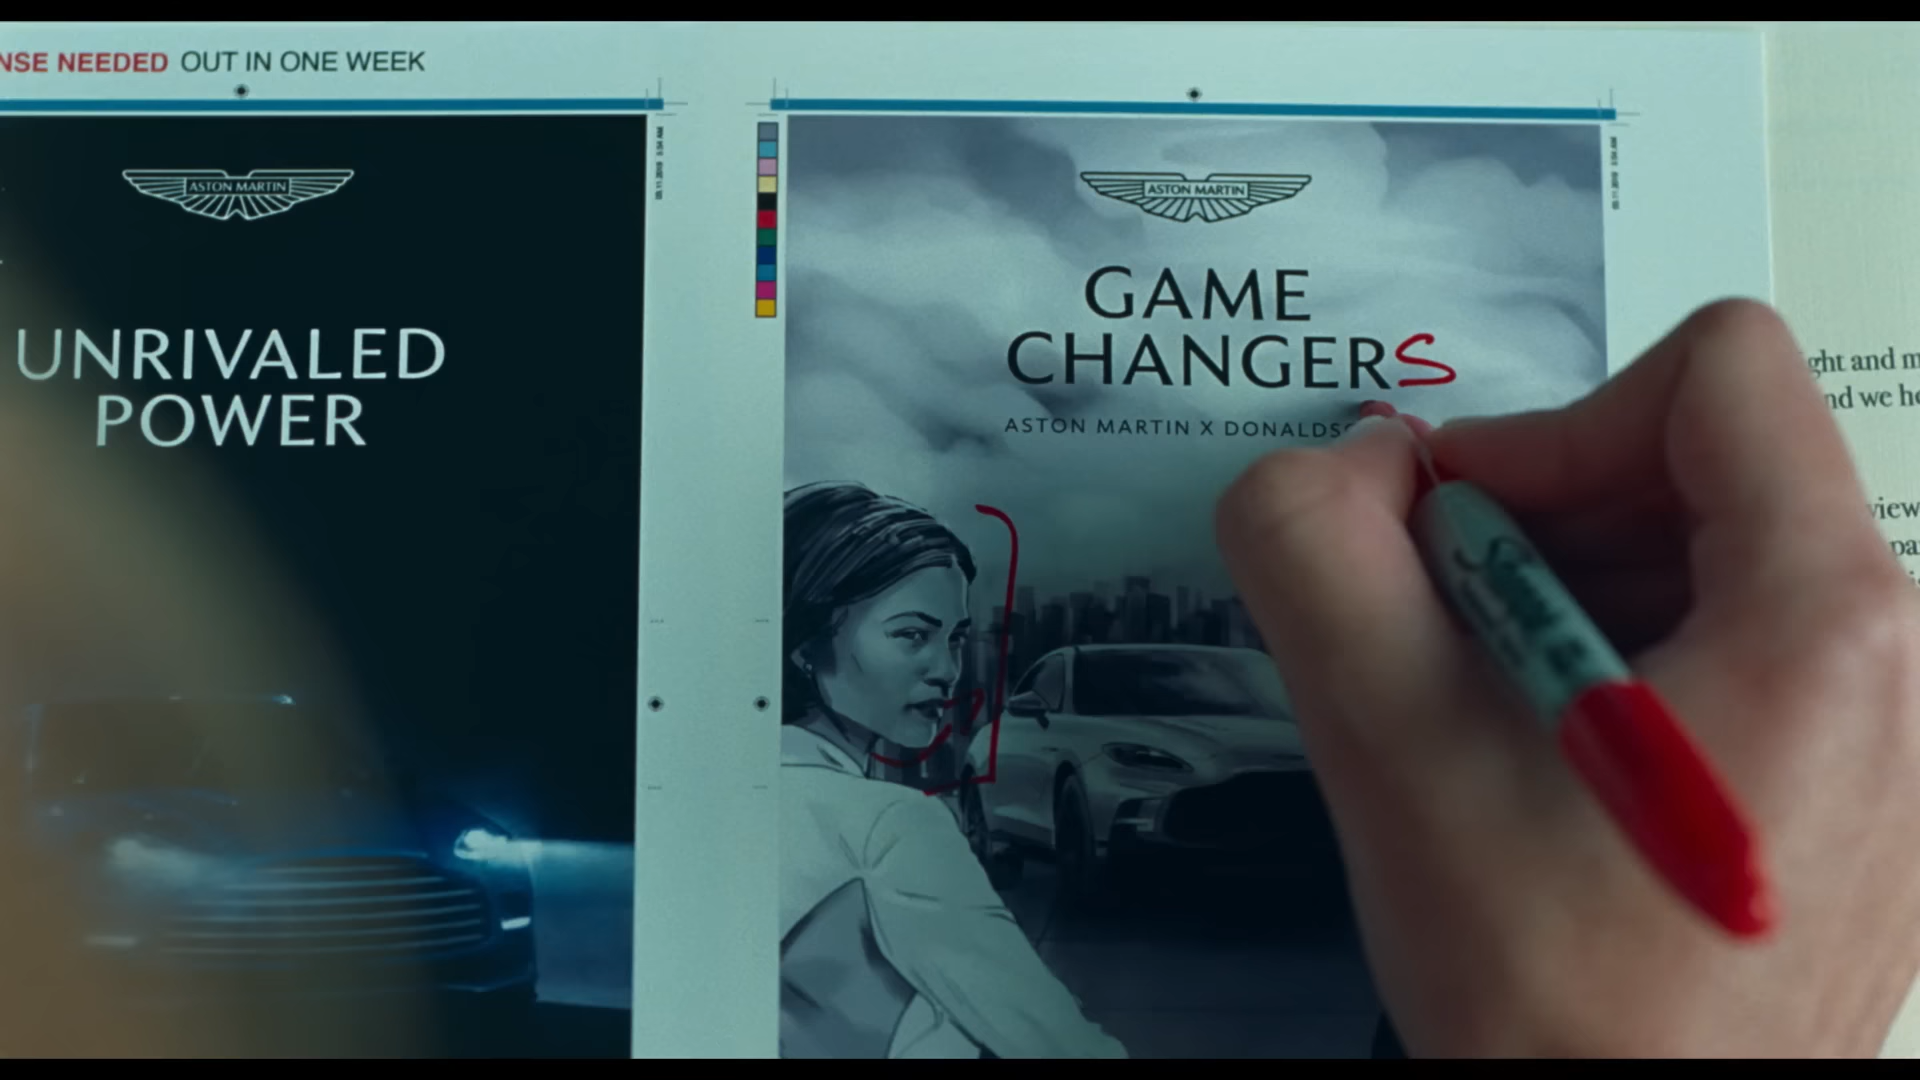 NSE NEEDED OUT IN ONE WEEK
ASTON MARTIN
UNRIVALED
POWER
ASTON MARTIN
GAME
CHANGERS
ASTON MARTIN X DONALDS
ght and m
nd we he
view
pa